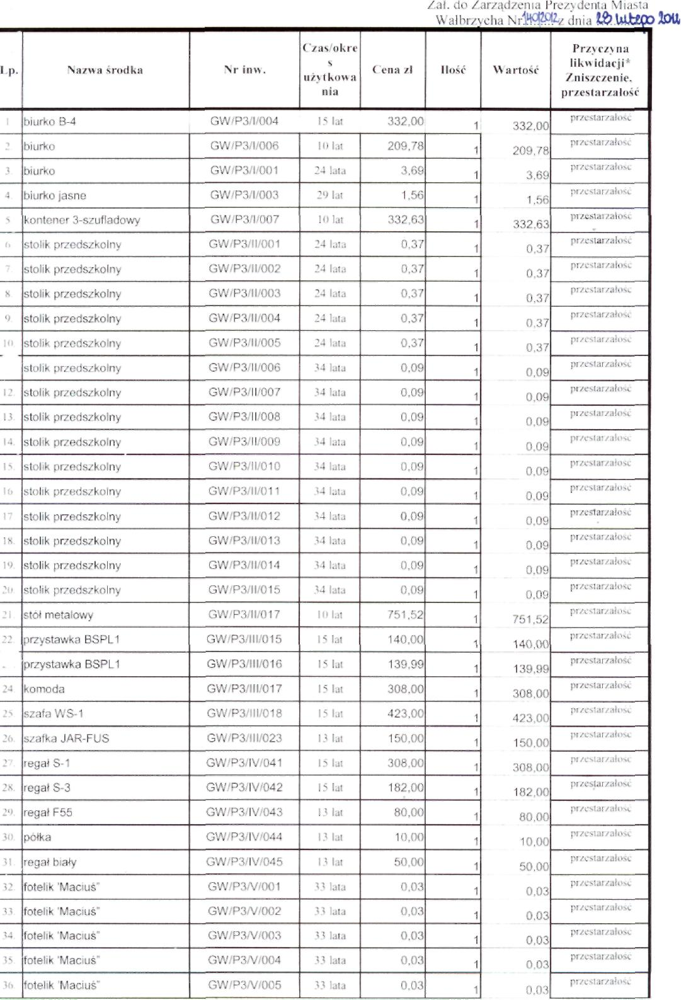 Zał. do Zarządzenia Prezydenta Miasta
Wałbrzycha Nr 140/2012 z dnia 28 lutego 2012
Lp. Nazwa środka Nr inw. Czas/okres użytkowania Cena zł Ilość Wartość Przyczyna likwidacji* Zniszczenie, przestarzałość
1 biurko B-4 GW/P3/I/004 15 lat 332,00 1 332,00 przestarzałość
2. biurko GW/P3/I/006 10 lat 209,78 1 209,78 przestarzałość
3. biurko GW/P3/I/001 24 lata 3,69 1 3,69 przestarzałość
4. biurko jasne GW/P3/I/003 29 lat 1,56 1 1,56 przestarzałość
5 kontener 3-szufladowy GW/P3/I/007 10 lat 332,63 1 332,63 przestarzałość
6 stolik przedszkolny GW/P3/II/001 24 lata 0,37 1 0,37 przestarzałość
7. stolik przedszkolny GW/P3/II/002 24 lata 0,37 1 0,37 przestarzałość
8. stolik przedszkolny GW/P3/II/003 24 lata 0,37 1 0,37 przestarzałość
9. stolik przedszkolny GW/P3/II/004 24 lata 0,37 1 0,37 przestarzałość
10. stolik przedszkolny GW/P3/II/005 24 lata 0,37 1 0,37 przestarzałość
stolik przedszkolny GW/P3/II/006 34 lata 0,09 1 0,09 przestarzałość
12. stolik przedszkolny GW/P3/II/007 34 lata 0,09 1 0,09 przestarzałość
13. stolik przedszkolny GW/P3/II/008 34 lata 0,09 1 0,09 przestarzałość
14. stolik przedszkolny GW/P3/II/009 34 lata 0,09 1 0,09 przestarzałość
15. stolik przedszkolny GW/P3/II/010 34 lata 0,09 1 0,09 przestarzałość
16 stolik przedszkolny GW/P3/II/011 34 lata 0,09 1 0,09 przestarzałość
17 stolik przedszkolny GW/P3/II/012 34 lata 0,09 1 0,09 przestarzałość
18. stolik przedszkolny GW/P3/II/013 34 lata 0,09 1 0,09 przestarzałość
19. stolik przedszkolny GW/P3/II/014 34 lata 0,09 1 0,09 przestarzałość
20. stolik przedszkolny GW/P3/II/015 34 lata 0,09 1 0,09 przestarzałość
21. stół metalowy GW/P3/II/017 10 lat 751,52 1 751,52 przestarzałość
22. przystawka BSPL1 GW/P3/III/015 15 lat 140,00 1 140,00 przestarzałość
przystawka BSPL1 GW/P3/III/016 15 lat 139,99 1 139,99 przestarzałość
24. komoda GW/P3/III/017 15 lat 308,00 1 308,00 przestarzałość
25. szafa WS-1 GW/P3/III/018 15 lat 423,00 1 423,00 przestarzałość
26. szafka JAR-FUS GW/P3/III/023 13 lat 150,00 1 150,00 przestarzałość
27. regał S-1 GW/P3/IV/041 15 lat 308,00 1 308,00 przestarzałość
28. regał S-3 GW/P3/IV/042 15 lat 182,00 1 182,00 przestarzałość
29. regał F55 GW/P3/IV/043 13 lat 80,00 1 80,00 przestarzałość
30. półka GW/P3/IV/044 13 lat 10,00 1 10,00 przestarzałość
31. regał biały GW/P3/IV/045 13 lat 50,00 1 50,00 przestarzałość
32. fotelik 'Maciuś" GW/P3/V/001 33 lata 0,03 1 0,03 przestarzałość
33. fotelik 'Maciuś" GW/P3/V/002 33 lata 0,03 1 0,03 przestarzałość
34. fotelik 'Maciuś" GW/P3/V/003 33 lata 0,03 1 0,03 przestarzałość
35. fotelik 'Maciuś" GW/P3/V/004 33 lata 0,03 1 0,03 przestarzałość
36. fotelik 'Maciuś" GW/P3/V/005 33 lata 0,03 1 0,03 przestarzałość